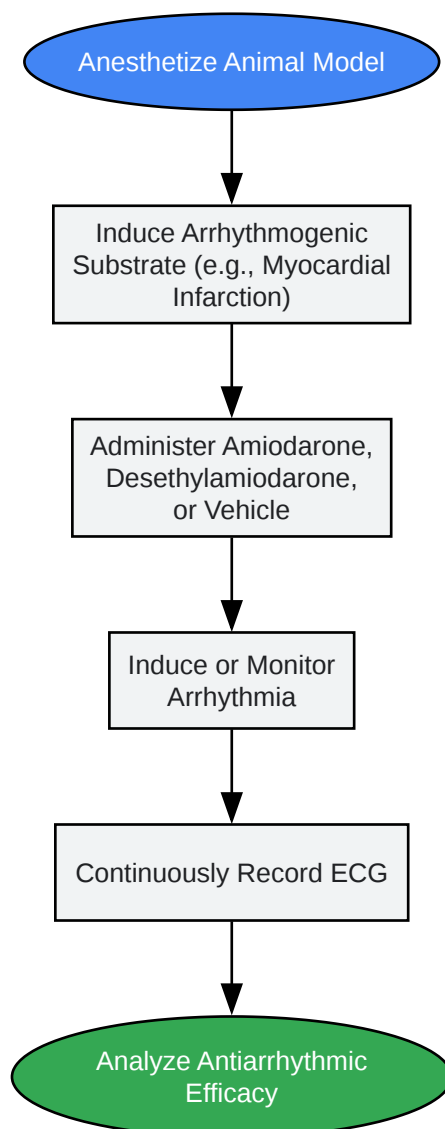 Anesthetize Animal Model
Induce Arrhythmogenic
Substrate (e.g., Myocardial
Infarction)
Administer Amiodarone,
Desethylamiodarone,
or Vehicle
Induce or Monitor
Arrhythmia
Continuously Record ECG
Analyze Antiarrhythmic
Efficacy